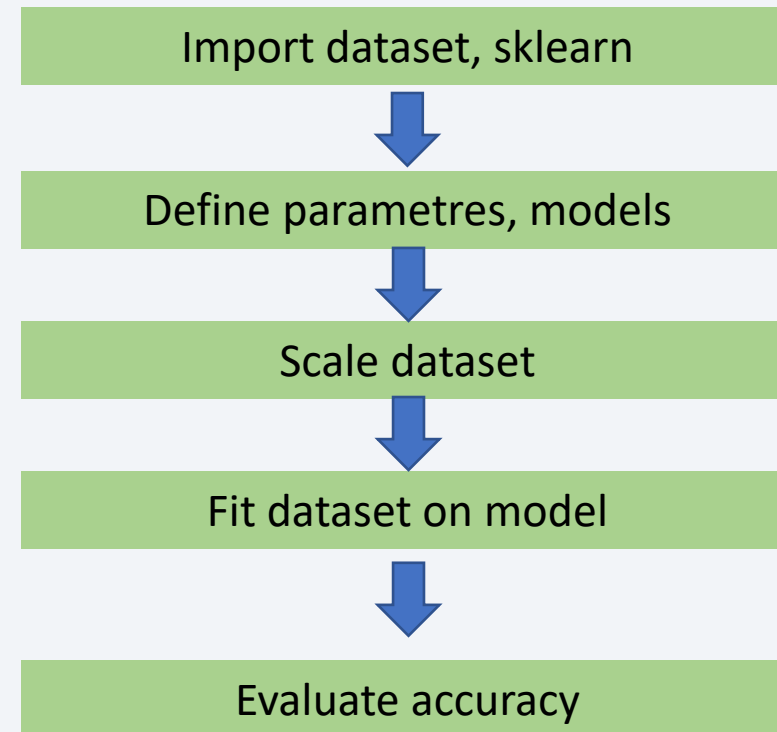 Import dataset, sklearn
Define parametres, models
Scale dataset
Fit dataset on model
Evaluate accuracy